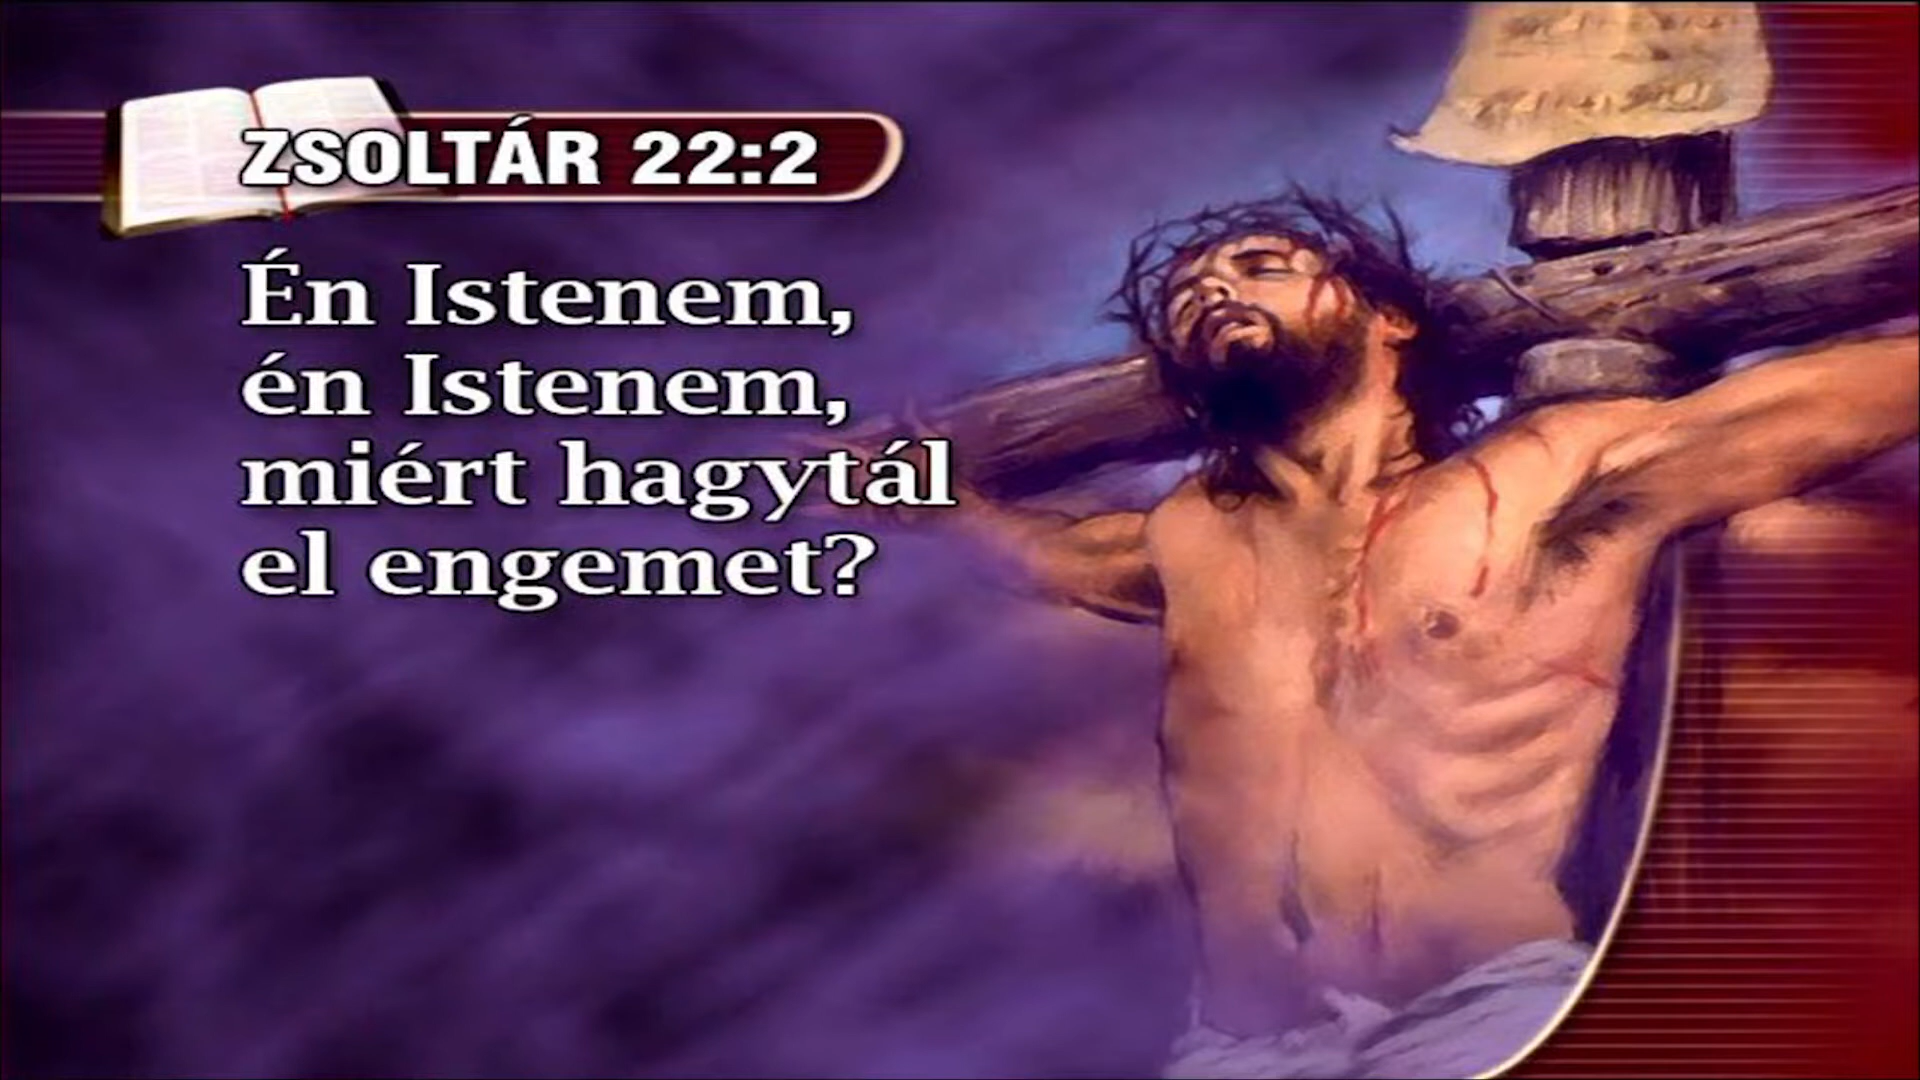 ZSOLTÁR 22:2
Én Istenem,
én Istenem,
miért hagytál
el engemet?